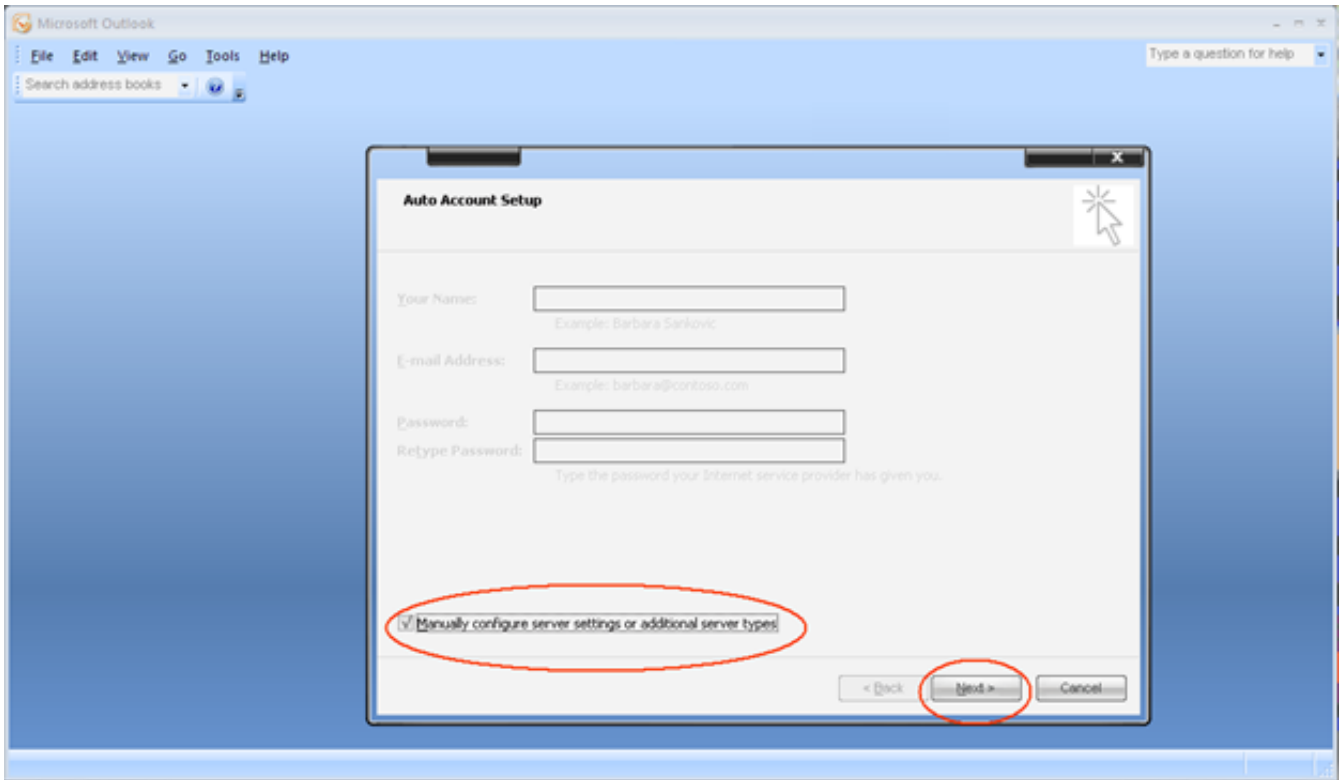 Microsoft Outlook
File Edit View Go Tools Help
Type a question for help
Search address books
X
Auto Account Setup
Your Name:
Example: Barbara Sankovic
E-mail Address:
Example: barbara@contoso.com
Password:
Retype Password:
Type the password your Internet service provider has given you.
Manually configure server settings or additional server types
< Back Next > Cancel